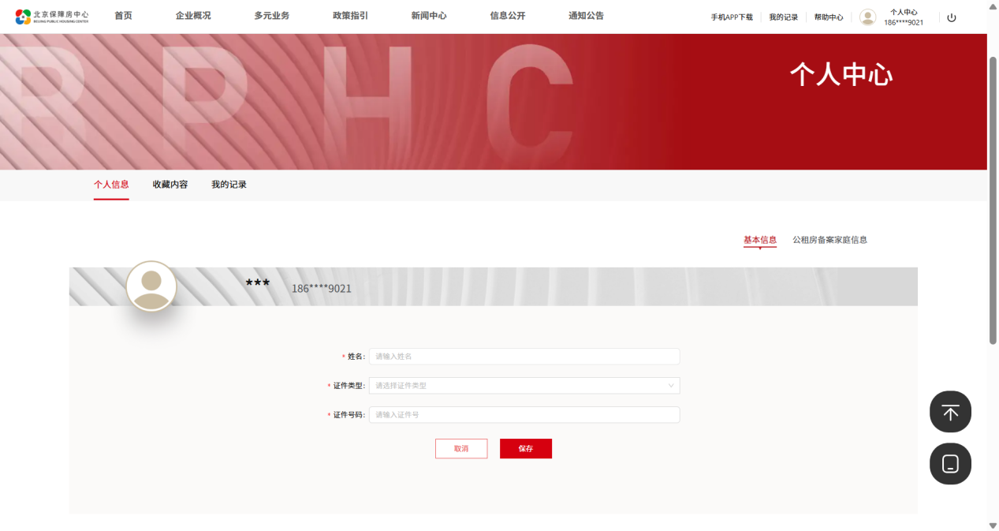 北京保障房中心
BEIJING PUBLIC HOUSING CENTER
首页 企业概况 多元业务 政策指引 新闻中心 信息公开 通知公告
手机APP下载 我的记录 帮助中心 个人中心
186****9021
BPHC
个人中心
个人信息 收藏内容 我的记录
基本信息 公租房备案家庭信息
*** 186****9021
* 姓名: 请输入姓名
* 证件类型: 请选择证件类型
* 证件号码: 请输入证件号
取消 保存